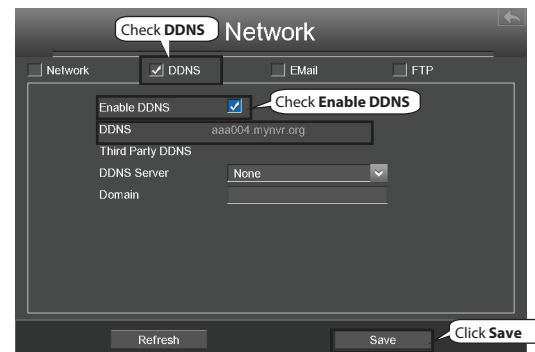 Check DDNS
Network
Network DDNS EMail FTP
Enable DDNS
Check Enable DDNS
DDNS aaa004.mynvr.org
Third Party DDNS
DDNS Server None
Domain
Refresh Save
Click Save